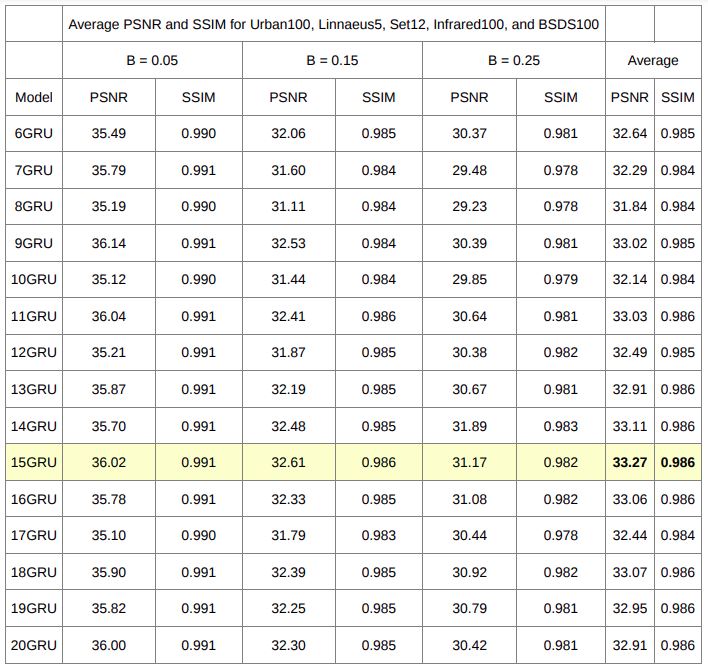 Average PSNR and SSIM for Urban100, Linnaeus5, Set12, Infrared100, and BSDS100
B = 0.05 B = 0.15 B = 0.25 Average
Model PSNR SSIM PSNR SSIM PSNR SSIM PSNR SSIM
6GRU 35.49 0.990 32.06 0.985 30.37 0.981 32.64 0.985
7GRU 35.79 0.991 31.60 0.984 29.48 0.978 32.29 0.984
8GRU 35.19 0.990 31.11 0.984 29.23 0.978 31.84 0.984
9GRU 36.14 0.991 32.53 0.984 30.39 0.981 33.02 0.985
10GRU 35.12 0.990 31.44 0.984 29.85 0.979 32.14 0.984
11GRU 36.04 0.991 32.41 0.986 30.64 0.981 33.03 0.986
12GRU 35.21 0.991 31.87 0.985 30.38 0.982 32.49 0.985
13GRU 35.87 0.991 32.19 0.985 30.67 0.981 32.91 0.986
14GRU 35.70 0.991 32.48 0.985 31.89 0.983 33.11 0.986
15GRU 36.02 0.991 32.61 0.986 31.17 0.982 33.27 0.986
16GRU 35.78 0.991 32.33 0.985 31.08 0.982 33.06 0.986
17GRU 35.10 0.990 31.79 0.983 30.44 0.978 32.44 0.984
18GRU 35.90 0.991 32.39 0.985 30.92 0.982 33.07 0.986
19GRU 35.82 0.991 32.25 0.985 30.79 0.981 32.95 0.986
20GRU 36.00 0.991 32.30 0.985 30.42 0.981 32.91 0.986